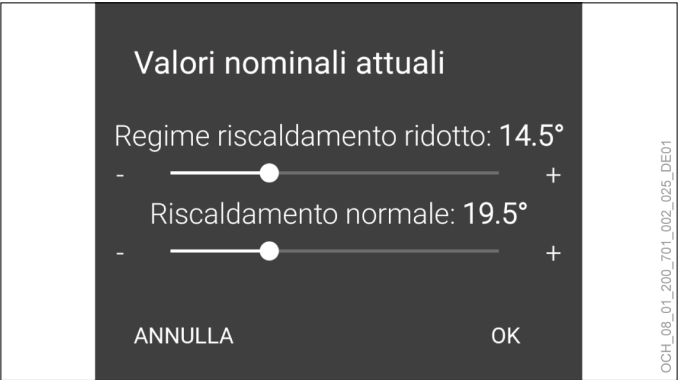 Valori nominali attuali
Regime riscaldamento ridotto: 14.5°
- +
Riscaldamento normale: 19.5°
- +
ANNULLA OK
OCH_08_01_200_701_002_025_DE01